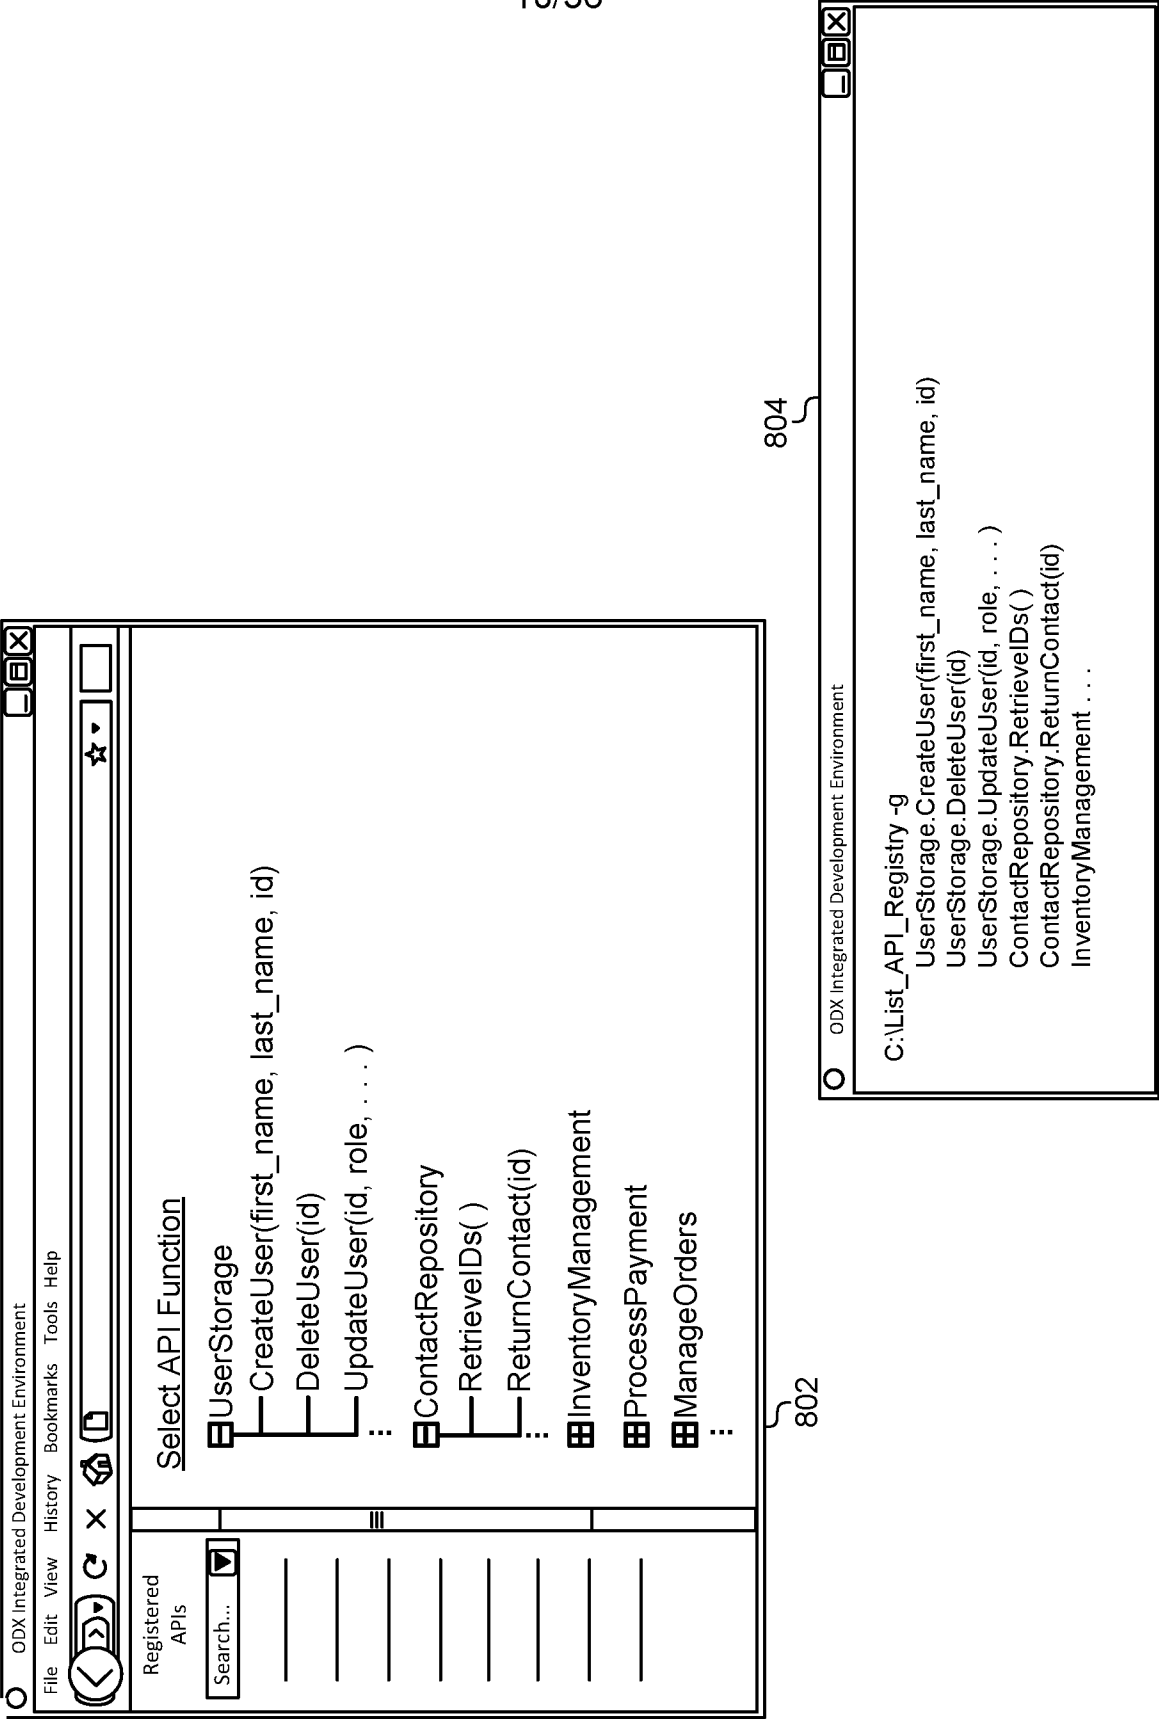 ODX Integrated Development Environment
File Edit View History Bookmarks Tools Help
Registered
APIs
Search...
Select API Function
UserStorage
CreateUser(first_name, last_name, id)
DeleteUser(id)
UpdateUser(id, role, . . . )
...
ContactRepository
RetrieveIDs( )
ReturnContact(id)
...
InventoryManagement
ProcessPayment
ManageOrders
...
802
804
ODX Integrated Development Environment
C:\List_API_Registry -g
UserStorage.CreateUser(first_name, last_name, id)
UserStorage.DeleteUser(id)
UserStorage.UpdateUser(id, role, . . . )
ContactRepository.RetrieveIDs( )
ContactRepository.ReturnContact(id)
InventoryManagement . . .